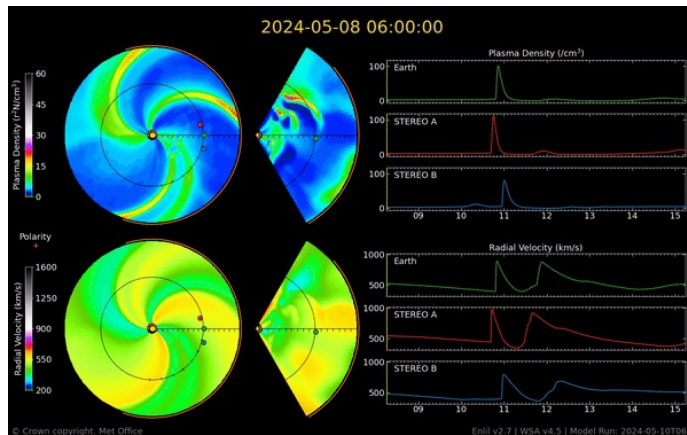 2024-05-08 06:00:00
Plasma Density (r²N/cm³)
60
45
30
15
0
Plasma Density (/cm³)
100
0
Earth
100
0
STEREO A
100
0
STEREO B
09
10
11
12
13
14
15
Polarity
+
Radial Velocity (km/s)
1600
1250
900
550
200
Radial Velocity (km/s)
1000
500
Earth
1000
500
STEREO A
1000
500
STEREO B
09
10
11
12
13
14
15
© Crown copyright, Met Office
Enlil v2.7 | WSA v4.5 | Model Run: 2024-05-10T06